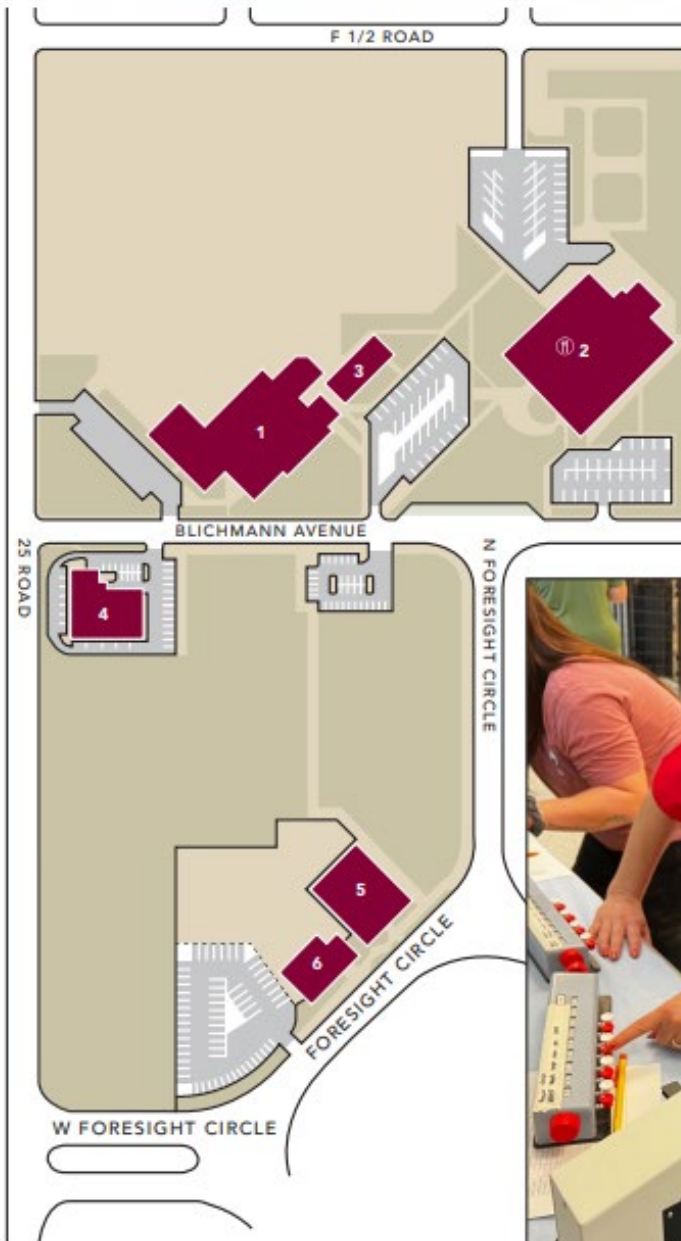 F 1/2 ROAD
3
2
1
BLICHMANN AVENUE
25 ROAD
N FORESIGHT CIRCLE
4
5
6
FORESIGHT CIRCLE
W FORESIGHT CIRCLE